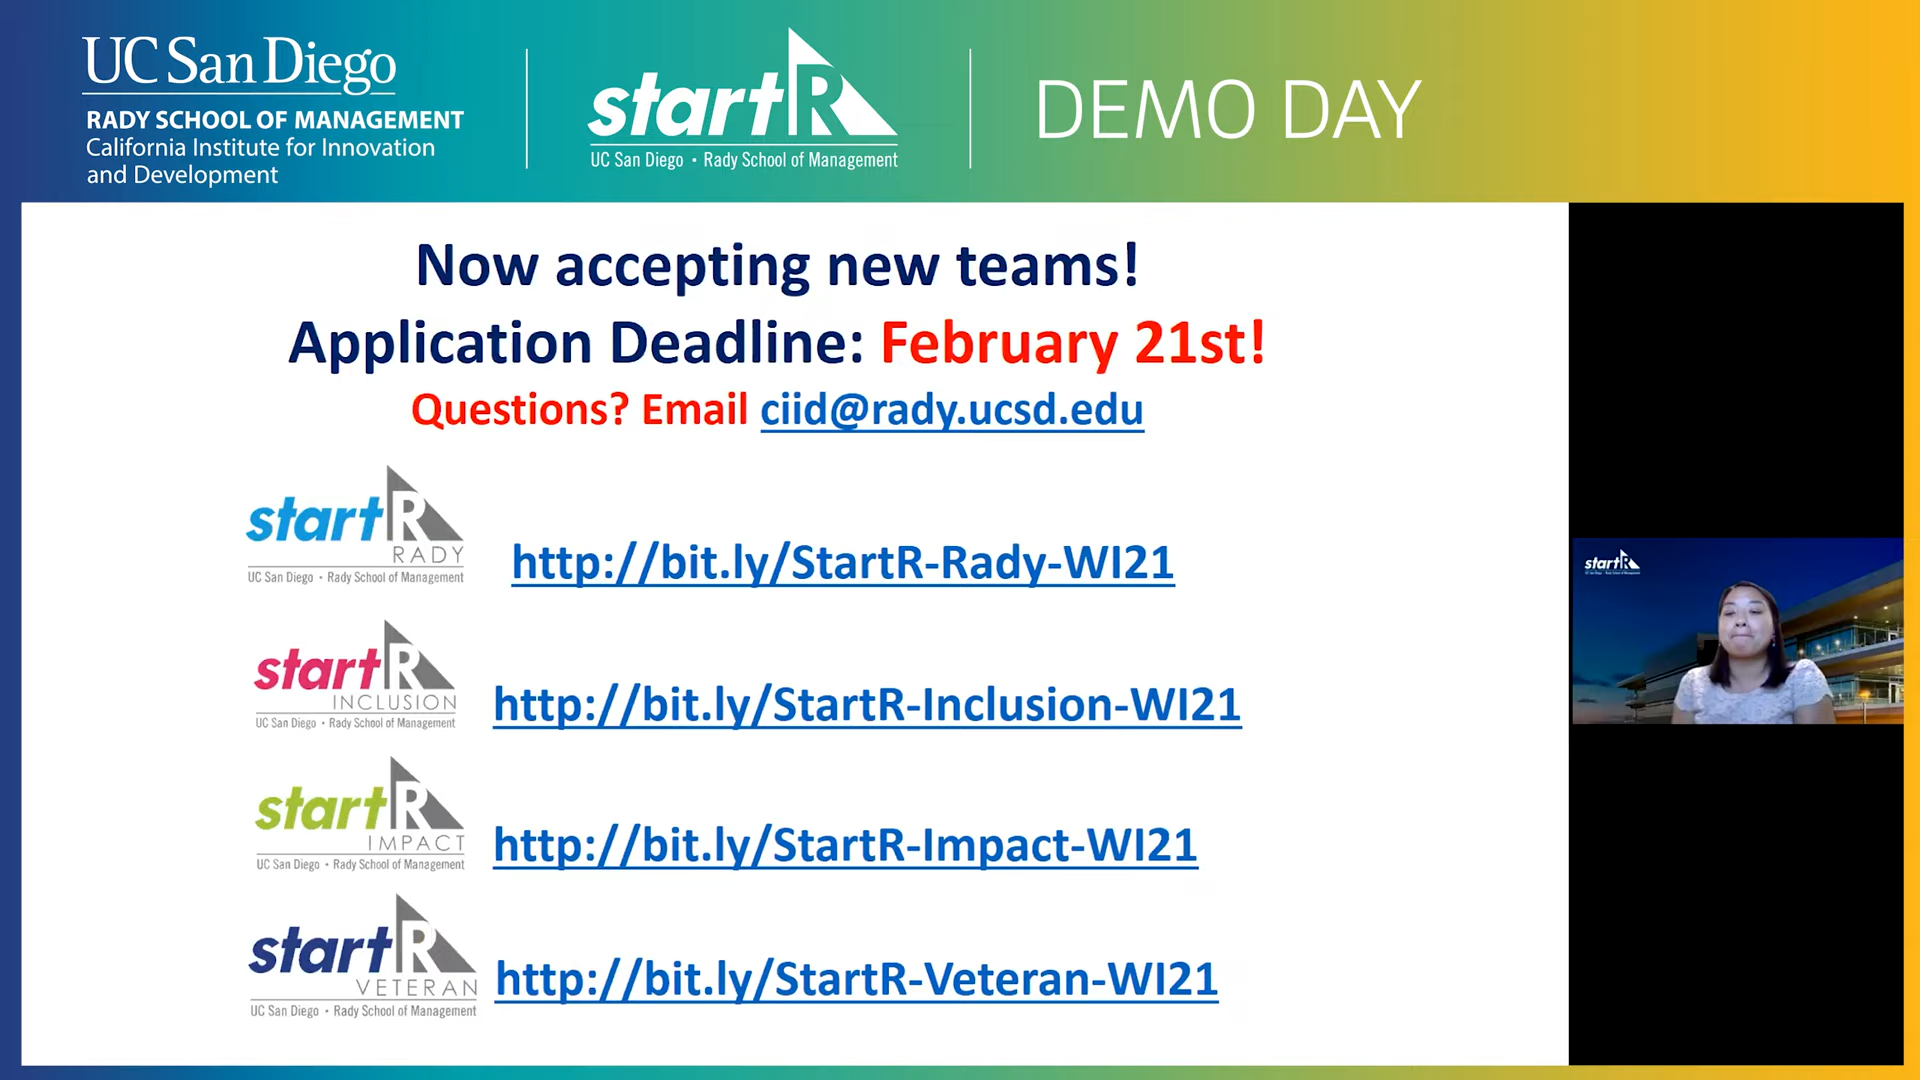 UC San Diego
RADY SCHOOL OF MANAGEMENT
California Institute for Innovation
and Development
startR
UC San Diego • Rady School of Management
DEMO DAY
Now accepting new teams!
Application Deadline: February 21st!
Questions? Email ciid@rady.ucsd.edu
startR
RADY
UC San Diego • Rady School of Management
http://bit.ly/StartR-Rady-WI21
startR
INCLUSION
UC San Diego • Rady School of Management
http://bit.ly/StartR-Inclusion-WI21
startR
IMPACT
UC San Diego • Rady School of Management
http://bit.ly/StartR-Impact-WI21
startR
VETERAN
UC San Diego • Rady School of Management
http://bit.ly/StartR-Veteran-WI21
startR